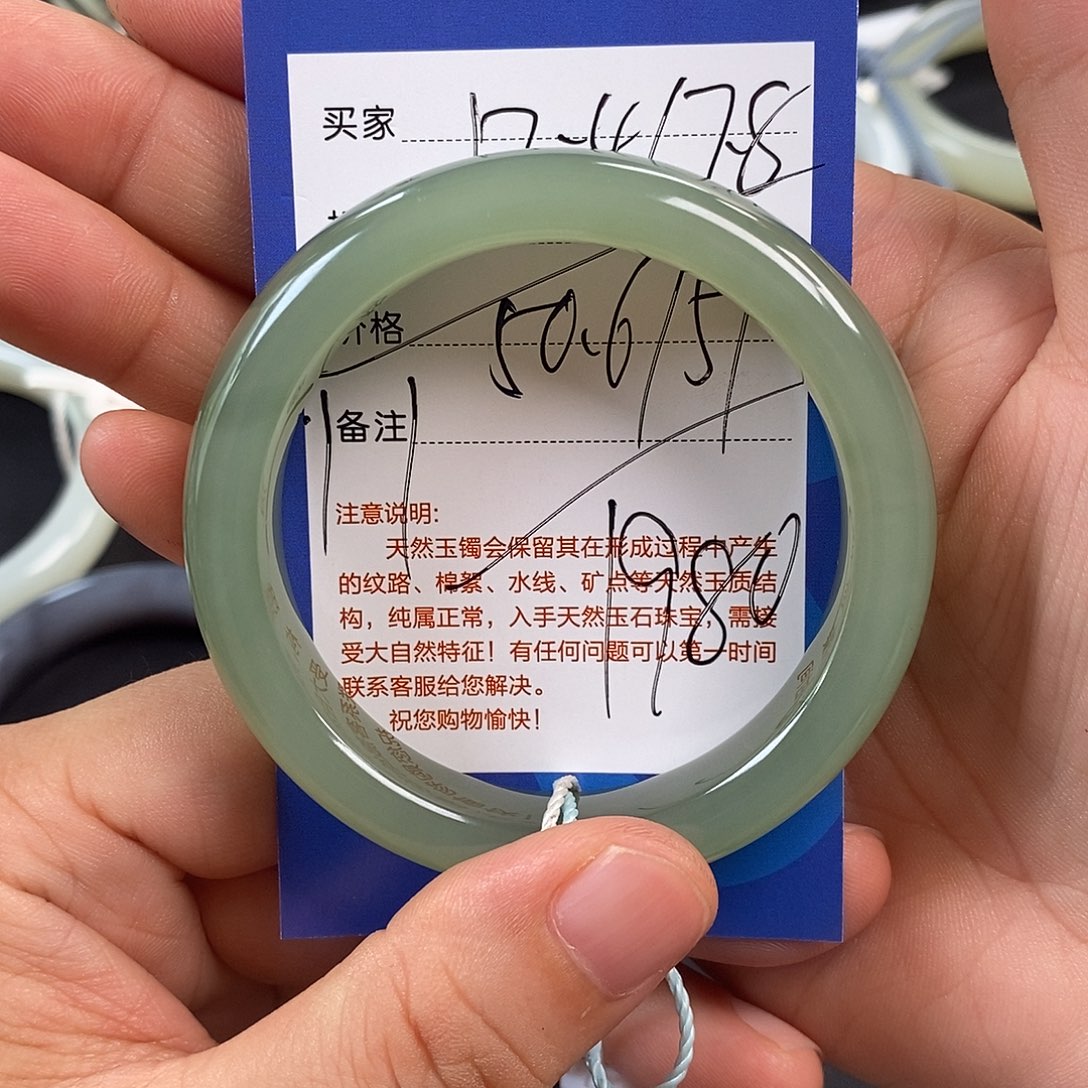 买家 17-14/7-8
价格 50.6/51
11
备注
注意说明:
天然玉镯会保留其在形成过程中产生
的纹路、棉絮、水线、矿点等天然玉质结
构，纯属正常，入手天然玉石珠宝，需接
受大自然特征！有任何问题可以第一时间
联系客服给您解决。
祝您购物愉快！
1980